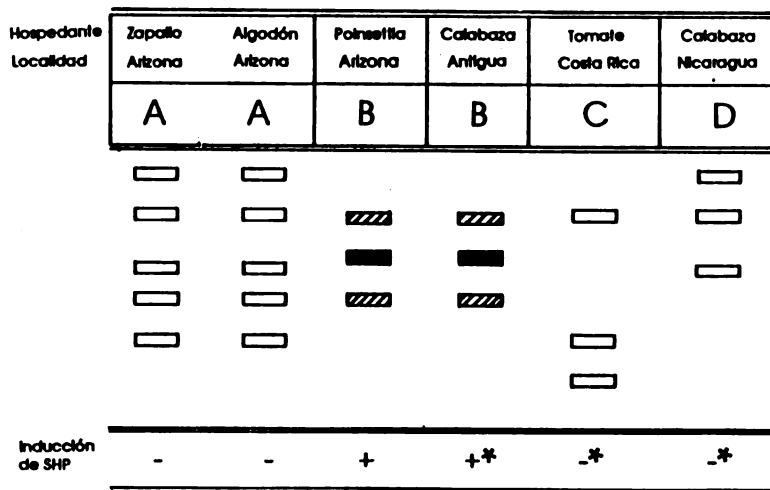 Hospedante Zapallo Algodón Poinsettia Calabaza Tomate Calabaza
Localidad Arizona Arizona Arizona Antigua Costa Rica Nicaragua
A A B B C D
Inducción
de SHP - - + +* -* -*